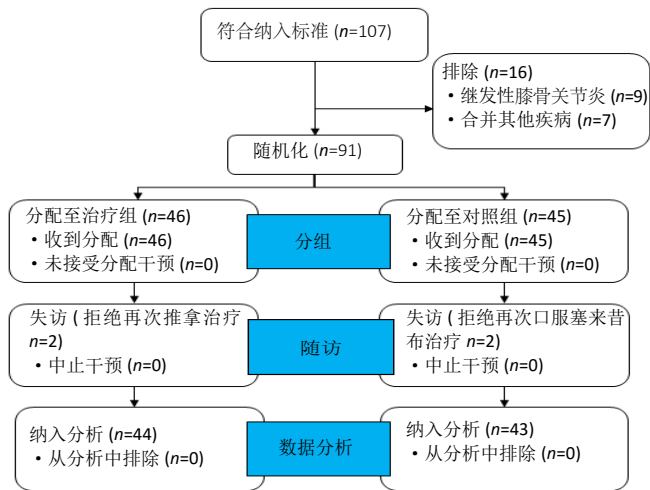 符合纳入标准 (n=107)
排除 (n=16)
・继发性膝骨关节炎 (n=9)
・合并其他疾病 (n=7)
随机化 (n=91)
分配至治疗组 (n=46)
・收到分配 (n=46)
・未接受分配干预 (n=0)
分组
分配至对照组 (n=45)
・收到分配 (n=45)
・未接受分配干预 (n=0)
失访 ( 拒绝再次推拿治疗
n=2)
・中止干预 (n=0)
随访
失访 ( 拒绝再次口服塞来昔
布治疗 n=2)
・中止干预 (n=0)
纳入分析 (n=44)
・从分析中排除 (n=0)
数据分析
纳入分析 (n=43)
・从分析中排除 (n=0)